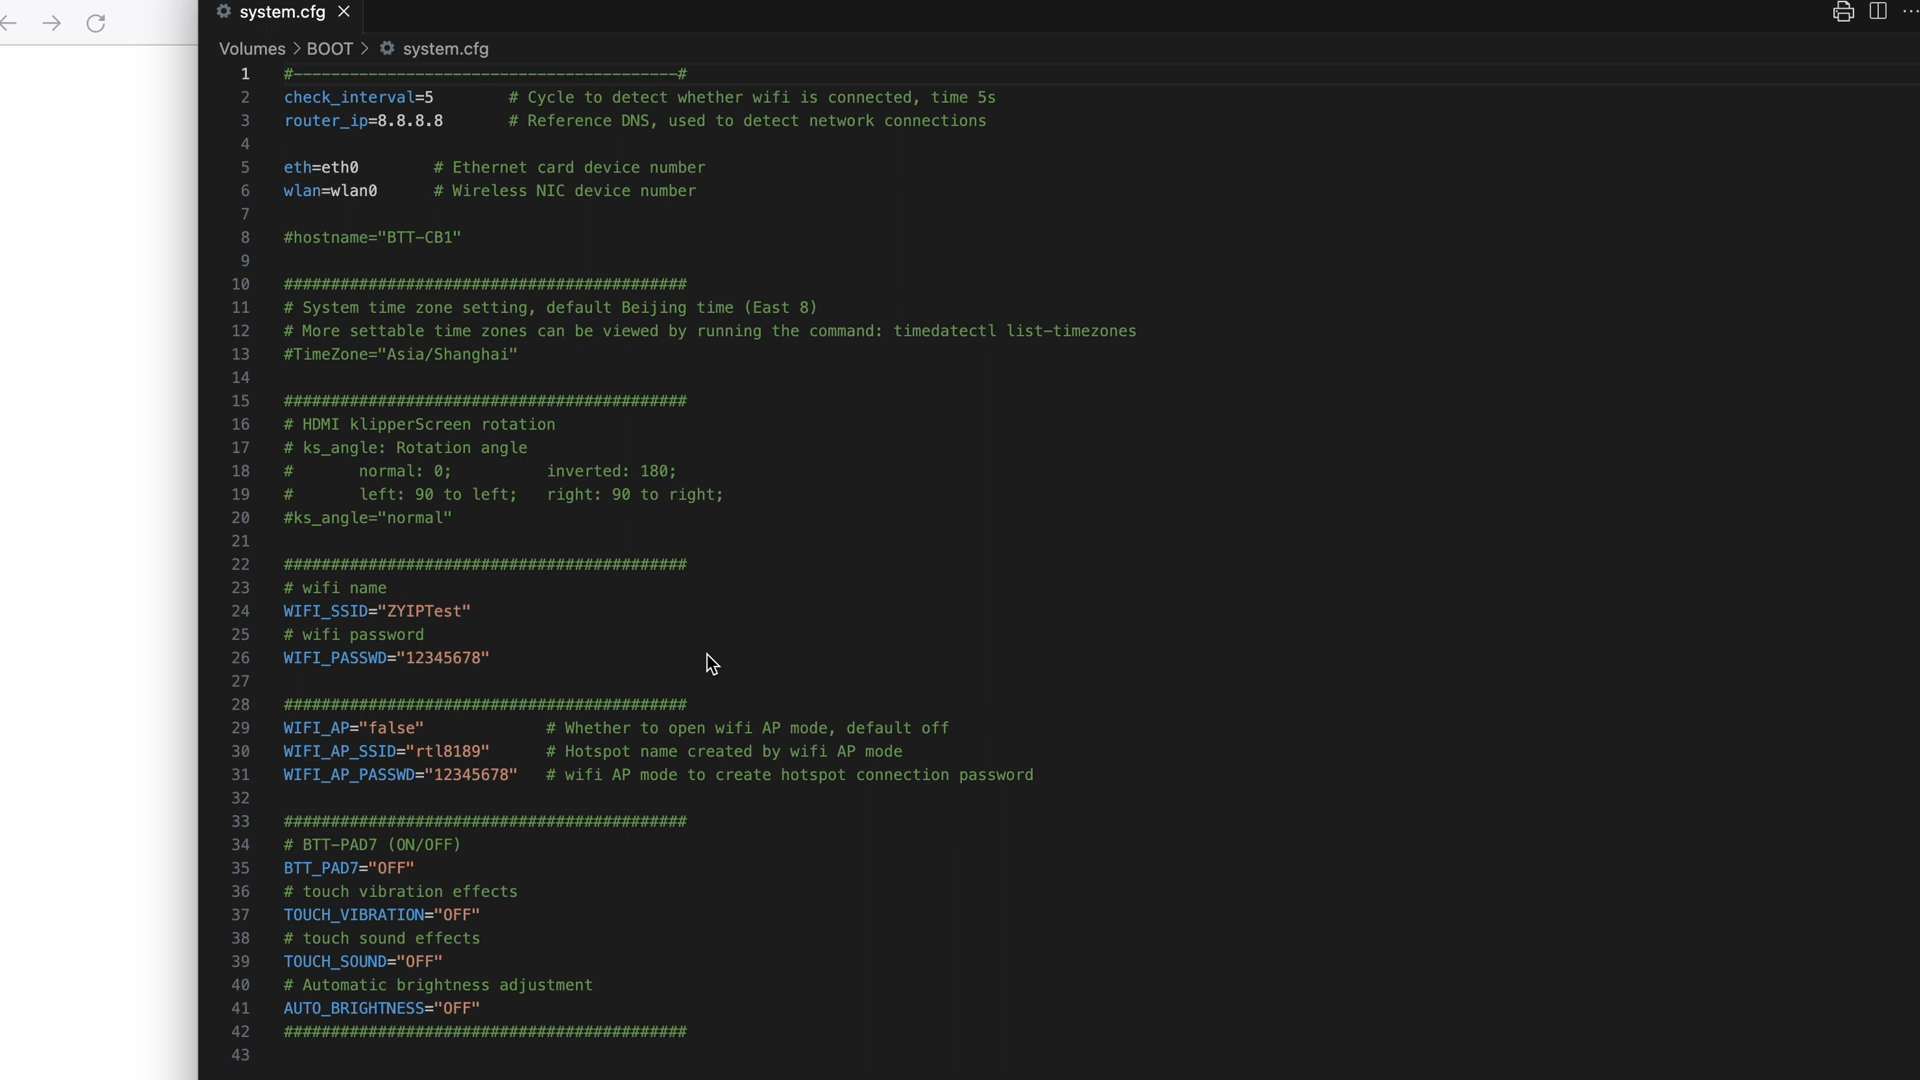 system.cfg
Volumes > BOOT > system.cfg
1 #-----------------------------------------#
2 check_interval=5        # Cycle to detect whether wifi is connected, time 5s
3 router_ip=8.8.8.8       # Reference DNS, used to detect network connections
4
5 eth=eth0        # Ethernet card device number
6 wlan=wlan0      # Wireless NIC device number
7
8 #hostname="BTT-CB1"
9
10 ###########################################
11 # System time zone setting, default Beijing time (East 8)
12 # More settable time zones can be viewed by running the command: timedatectl list-timezones
13 #TimeZone="Asia/Shanghai"
14
15 ###########################################
16 # HDMI klipperScreen rotation
17 # ks_angle: Rotation angle
18 #       normal: 0;          inverted: 180;
19 #       left: 90 to left;   right: 90 to right;
20 #ks_angle="normal"
21
22 ###########################################
23 # wifi name
24 WIFI_SSID="ZYIPTest"
25 # wifi password
26 WIFI_PASSWD="12345678"
27
28 ###########################################
29 WIFI_AP="false"             # Whether to open wifi AP mode, default off
30 WIFI_AP_SSID="rtl8189"      # Hotspot name created by wifi AP mode
31 WIFI_AP_PASSWD="12345678"   # wifi AP mode to create hotspot connection password
32
33 ###########################################
34 # BTT-PAD7 (ON/OFF)
35 BTT_PAD7="OFF"
36 # touch vibration effects
37 TOUCH_VIBRATION="OFF"
38 # touch sound effects
39 TOUCH_SOUND="OFF"
40 # Automatic brightness adjustment
41 AUTO_BRIGHTNESS="OFF"
42 ###########################################
43